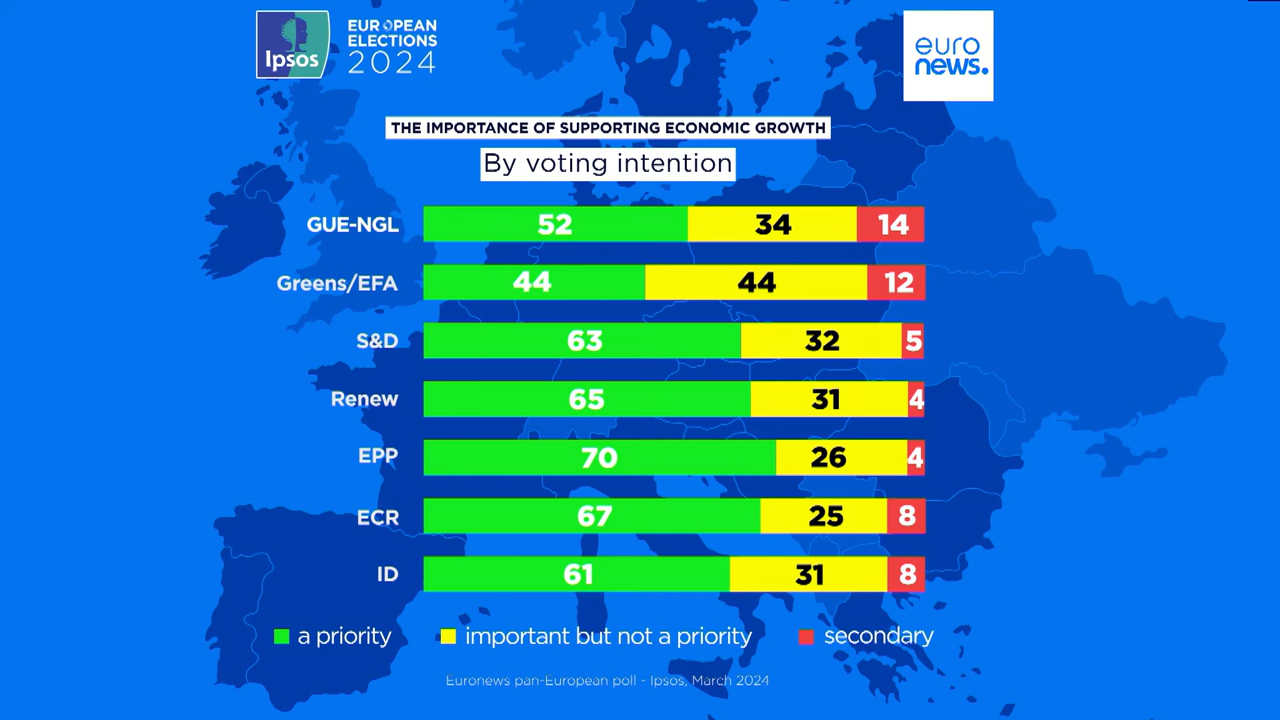 Ipsos
EUROPEAN
ELECTIONS
2024
euro
news.
THE IMPORTANCE OF SUPPORTING ECONOMIC GROWTH
By voting intention
GUE-NGL 52 34 14
Greens/EFA 44 44 12
S&D 63 32 5
Renew 65 31 4
EPP 70 26 4
ECR 67 25 8
ID 61 31 8
a priority important but not a priority secondary
Euronews pan-European poll - Ipsos, March 2024